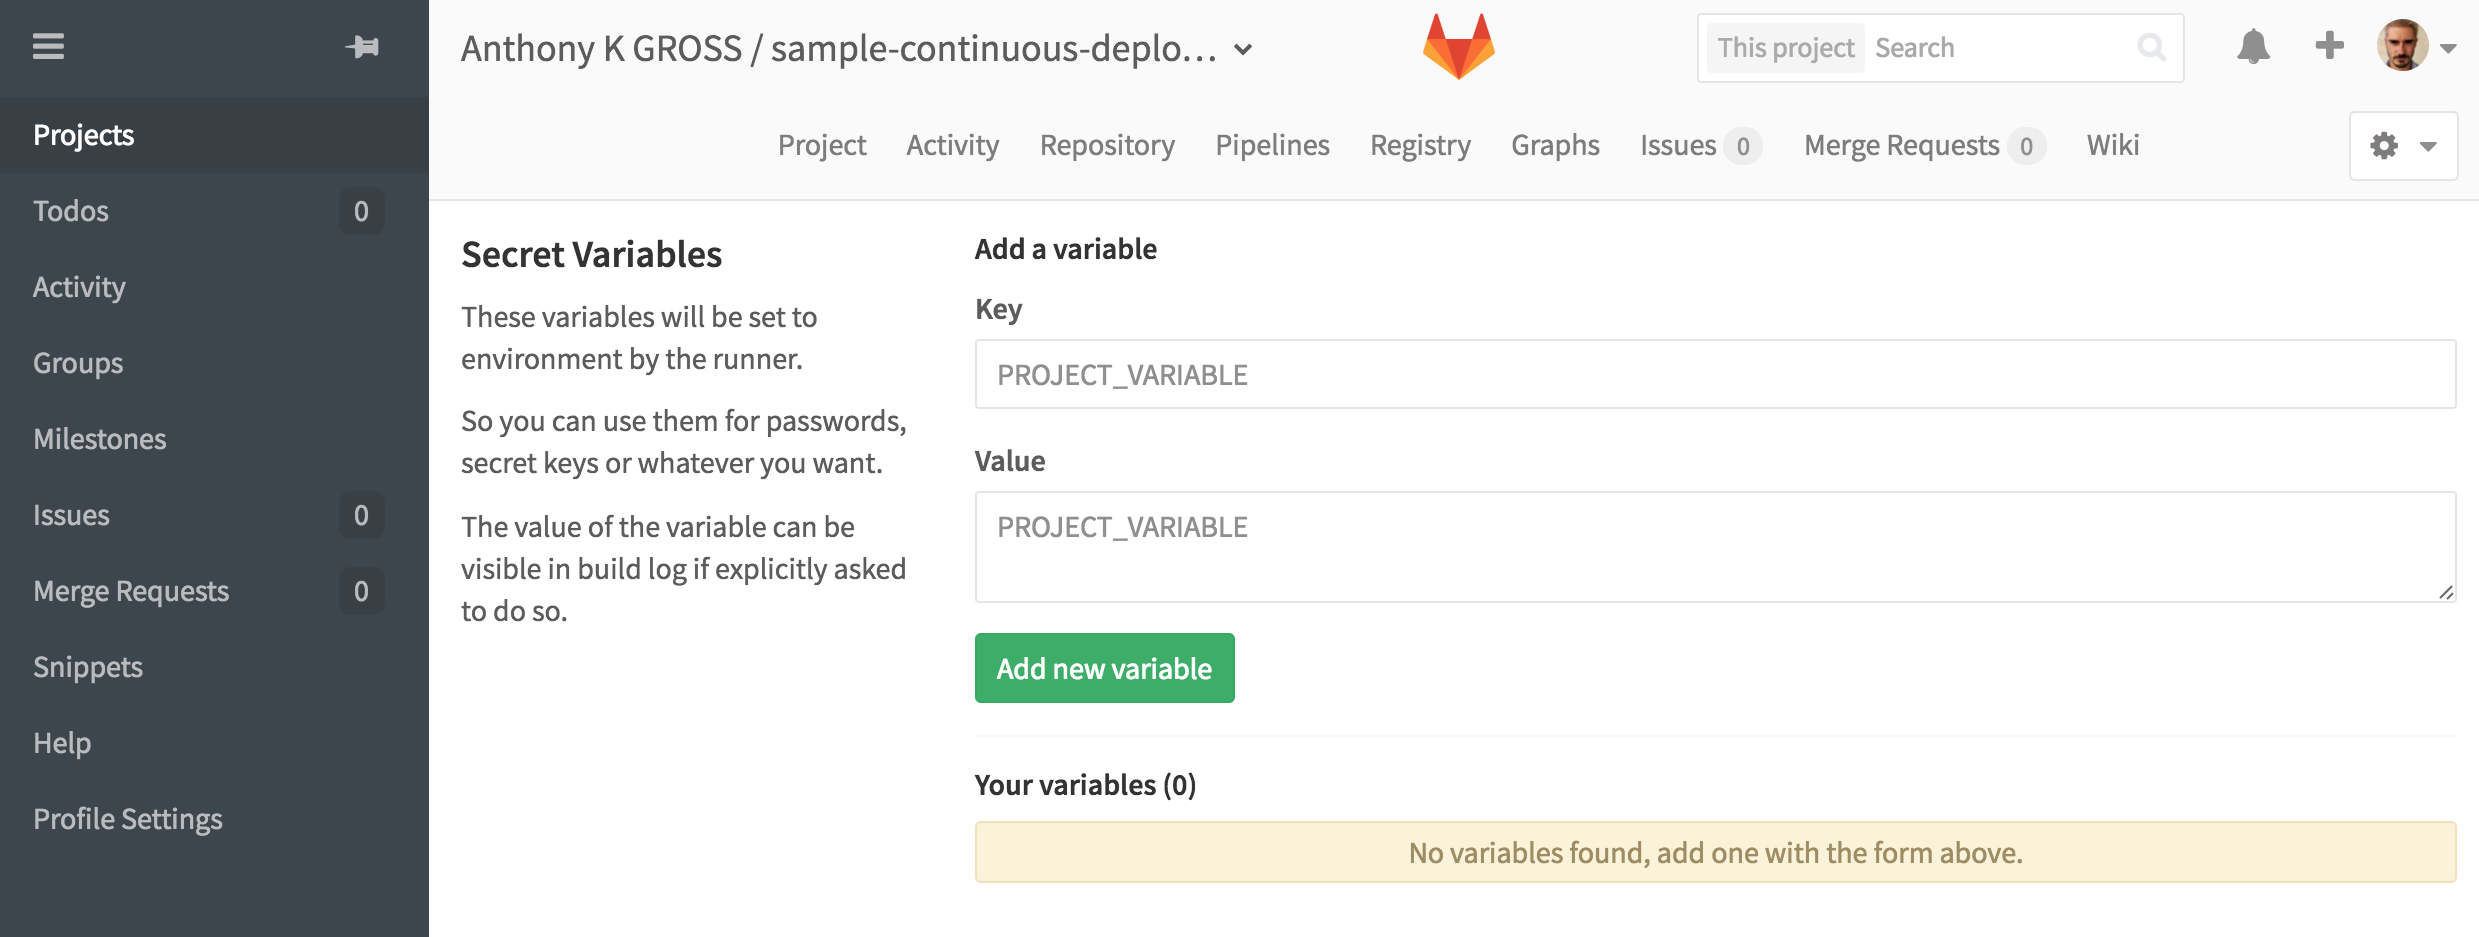 Anthony K GROSS / sample-continuous-deplo...
This project Search
Projects
Todos 0
Activity
Groups
Milestones
Issues 0
Merge Requests 0
Snippets
Help
Profile Settings
Project Activity Repository Pipelines Registry Graphs Issues 0 Merge Requests 0 Wiki
Secret Variables
These variables will be set to
environment by the runner.
So you can use them for passwords,
secret keys or whatever you want.
The value of the variable can be
visible in build log if explicitly asked
to do so.
Add a variable
Key
PROJECT_VARIABLE
Value
PROJECT_VARIABLE
Add new variable
Your variables (0)
No variables found, add one with the form above.